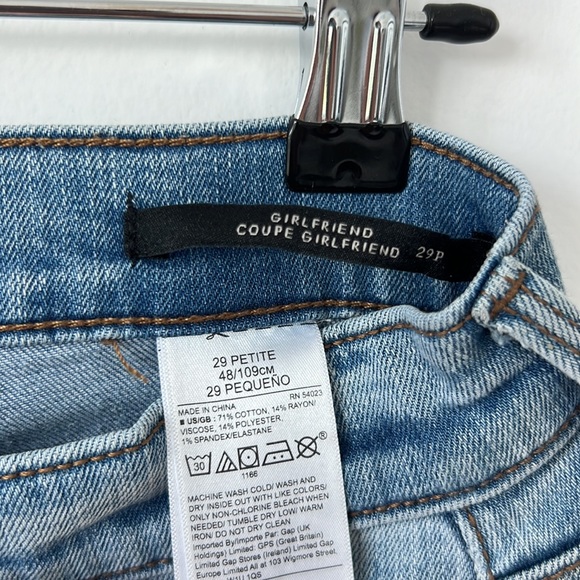 GIRLFRIEND
COUPE GIRLFRIEND 29P
29 PETITE
48/109CM
29 PEQUEÑO
MADE IN CHINA RN 54023
■ US/GB : 71% COTTON, 14% RAYON/
VISCOSE, 14% POLYESTER,
1% SPANDEX/ELASTANE
30
1166
MACHINE WASH COLD/ WASH AND
DRY INSIDE OUT WITH LIKE COLORS/
ONLY NON-CHLORINE BLEACH WHEN
NEEDED/ TUMBLE DRY LOW/ WARM
IRON/ DO NOT DRY CLEAN
Imported by/Importe par: Gap (UK
Holdings) Limited: GPS (Great Britain)
Limited: Gap Stores (Ireland) Limited: Gap
Europe Limited All at 103 Wigmore Street,
W1U 1QS